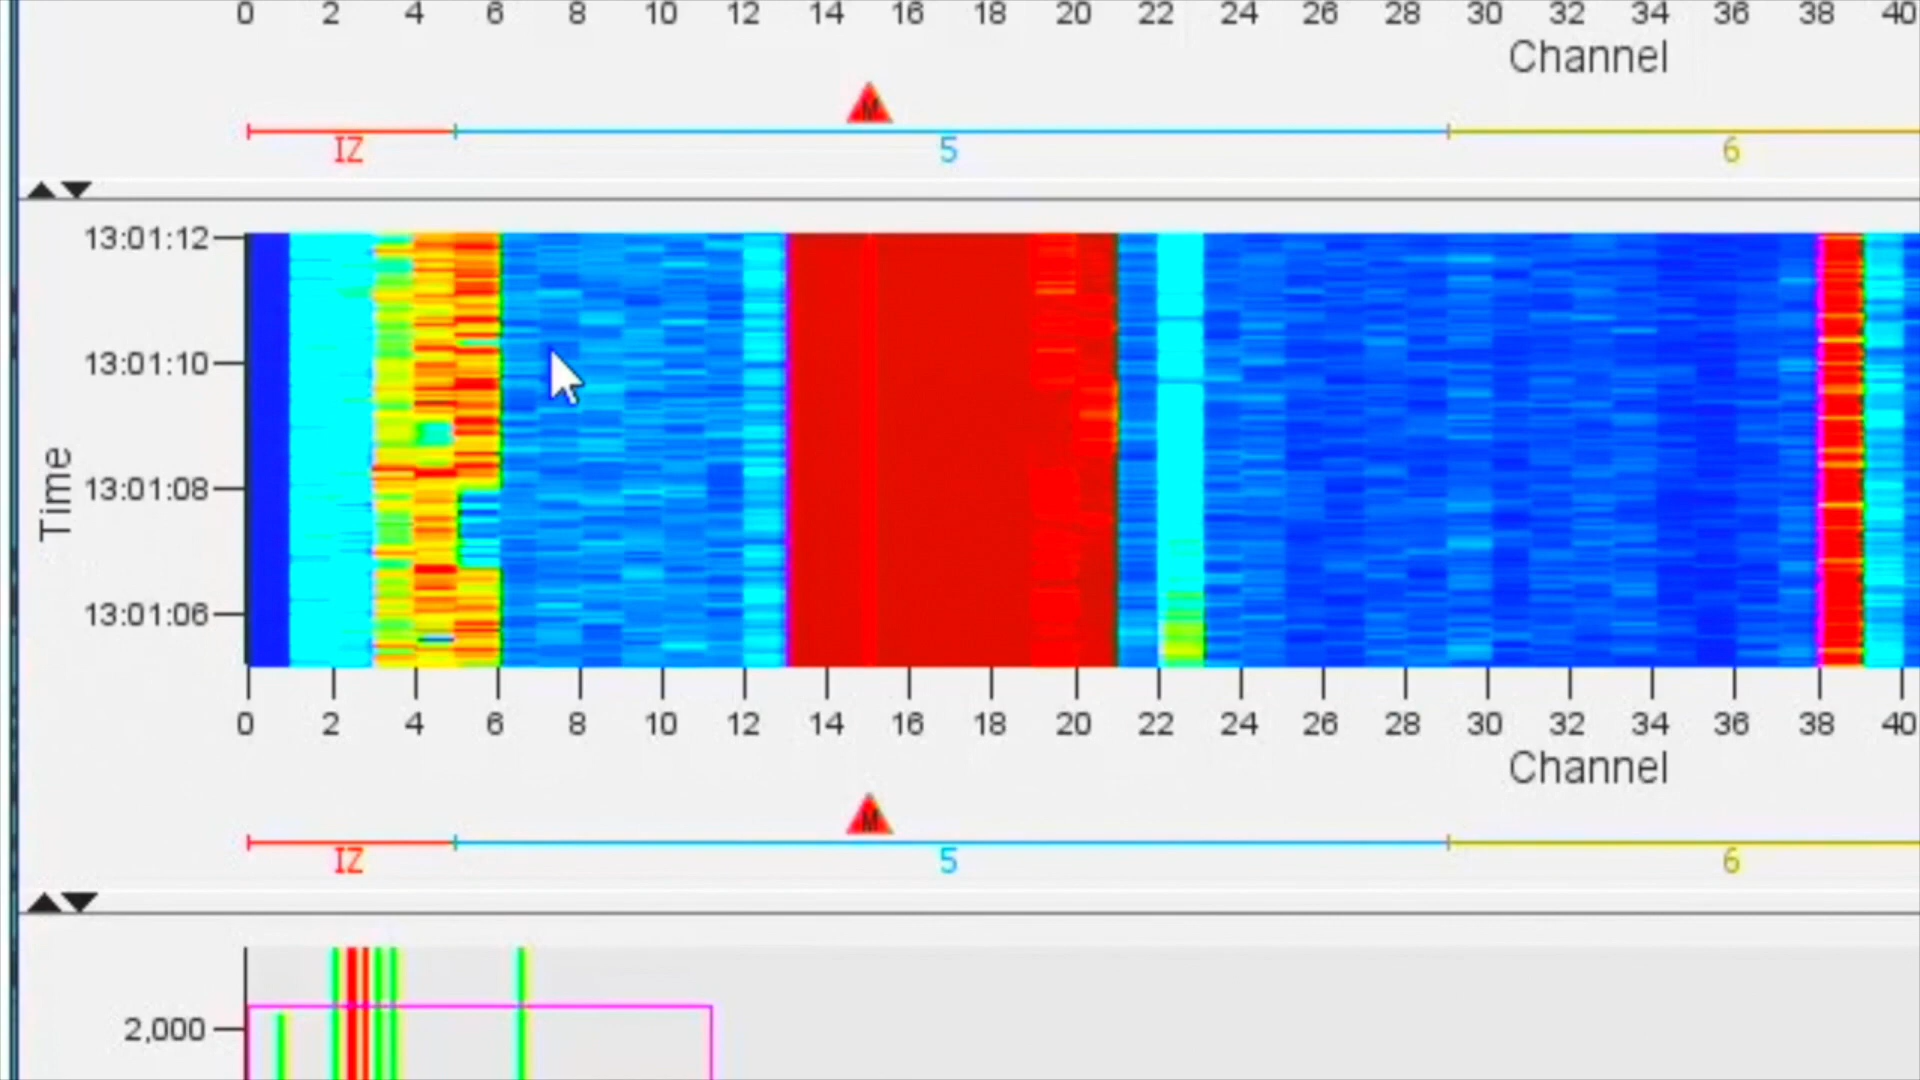 0 2 4 6 8 10 12 14 16 18 20 22 24 26 28 30 32 34 36 38 40
Channel
M
IZ 5 6
13:01:12
13:01:10
13:01:08
13:01:06
Time
0 2 4 6 8 10 12 14 16 18 20 22 24 26 28 30 32 34 36 38 40
Channel
M
IZ 5 6
2,000